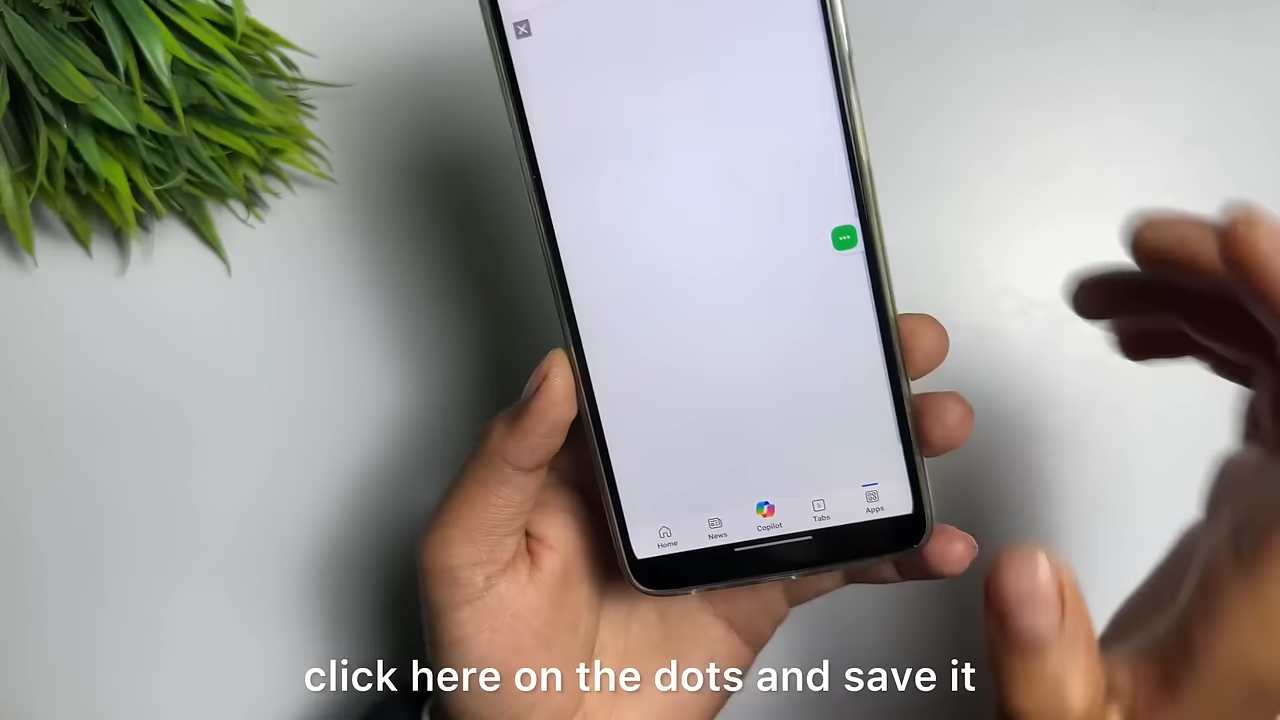 Home
News
Copilot
Tabs
Apps
click here on the dots and save it